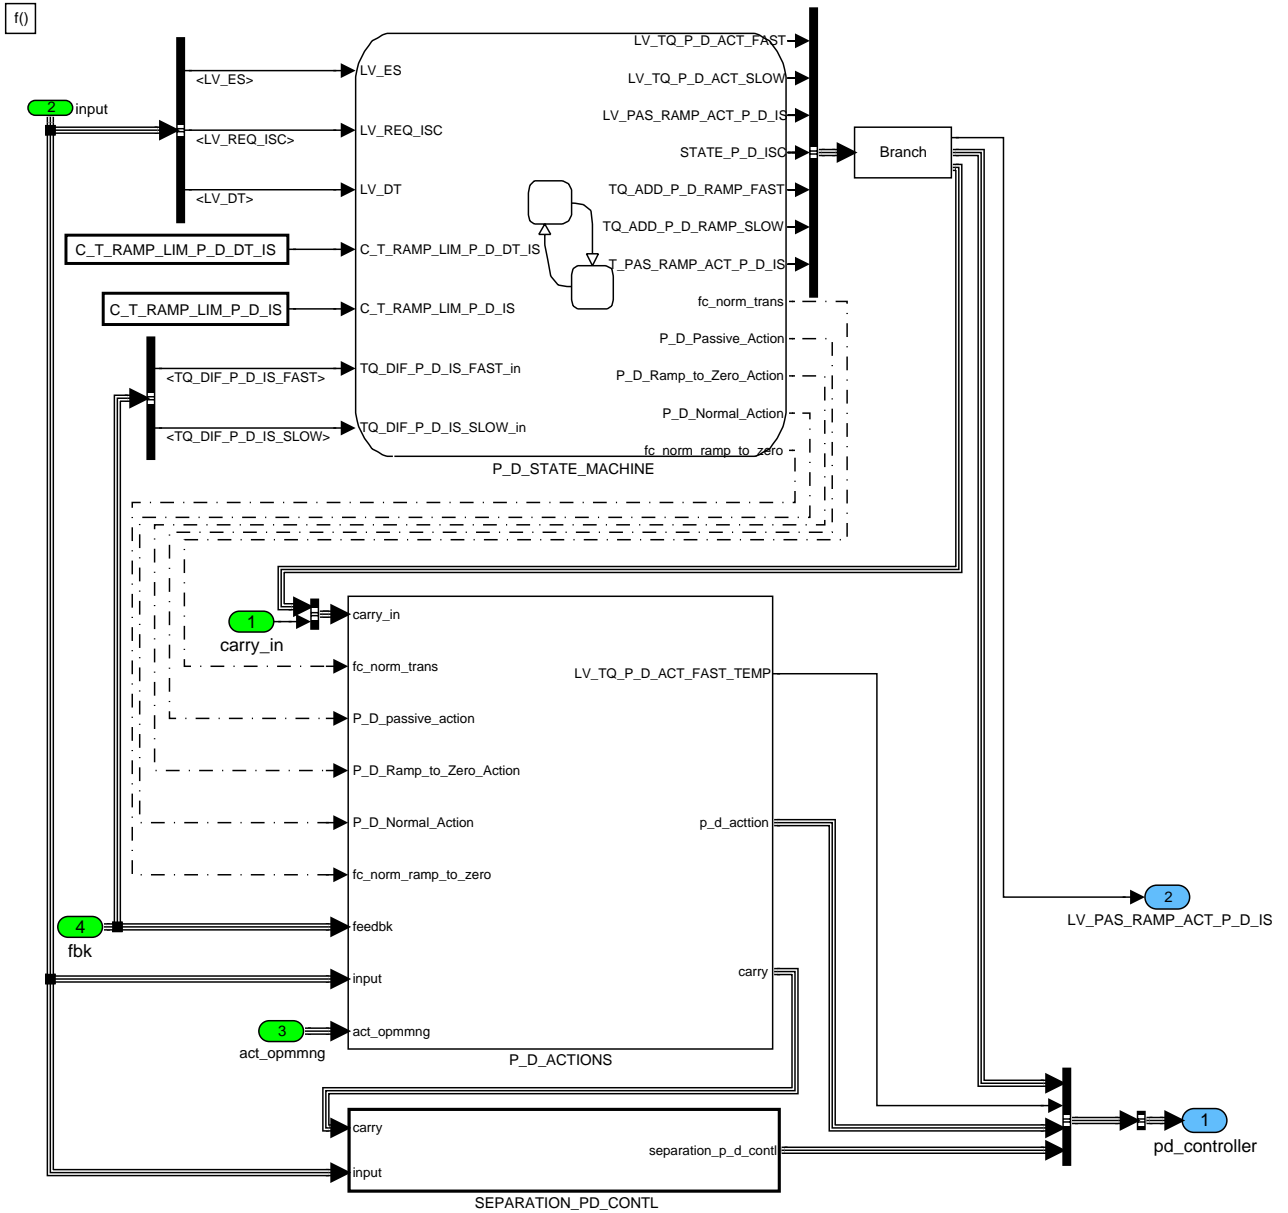 f()
2
input
<LV_ES>
<LV_REQ_ISC>
<LV_DT>
C_T_RAMP_LIM_P_D_DT_IS
C_T_RAMP_LIM_P_D_IS
<TQ_DIF_P_D_IS_FAST>
<TQ_DIF_P_D_IS_SLOW>
LV_ES
LV_REQ_ISC
LV_DT
C_T_RAMP_LIM_P_D_DT_IS
C_T_RAMP_LIM_P_D_IS
TQ_DIF_P_D_IS_FAST_in
TQ_DIF_P_D_IS_SLOW_in
LV_TQ_P_D_ACT_FAST
LV_TQ_P_D_ACT_SLOW
LV_PAS_RAMP_ACT_P_D_IS
STATE_P_D_ISC
TQ_ADD_P_D_RAMP_FAST
TQ_ADD_P_D_RAMP_SLOW
T_PAS_RAMP_ACT_P_D_IS
fc_norm_trans
P_D_Passive_Action
P_D_Ramp_to_Zero_Action
P_D_Normal_Action
fc_norm_ramp_to_zero
P_D_STATE_MACHINE
Branch
1
carry_in
carry_in
fc_norm_trans
P_D_passive_action
P_D_Ramp_to_Zero_Action
P_D_Normal_Action
fc_norm_ramp_to_zero
feedbk
input
act_opmmng
LV_TQ_P_D_ACT_FAST_TEMP
p_d_acttion
carry
P_D_ACTIONS
4
fbk
3
act_opmmng
carry
input
separation_p_d_contl
SEPARATION_PD_CONTL
2
LV_PAS_RAMP_ACT_P_D_IS
1
pd_controller